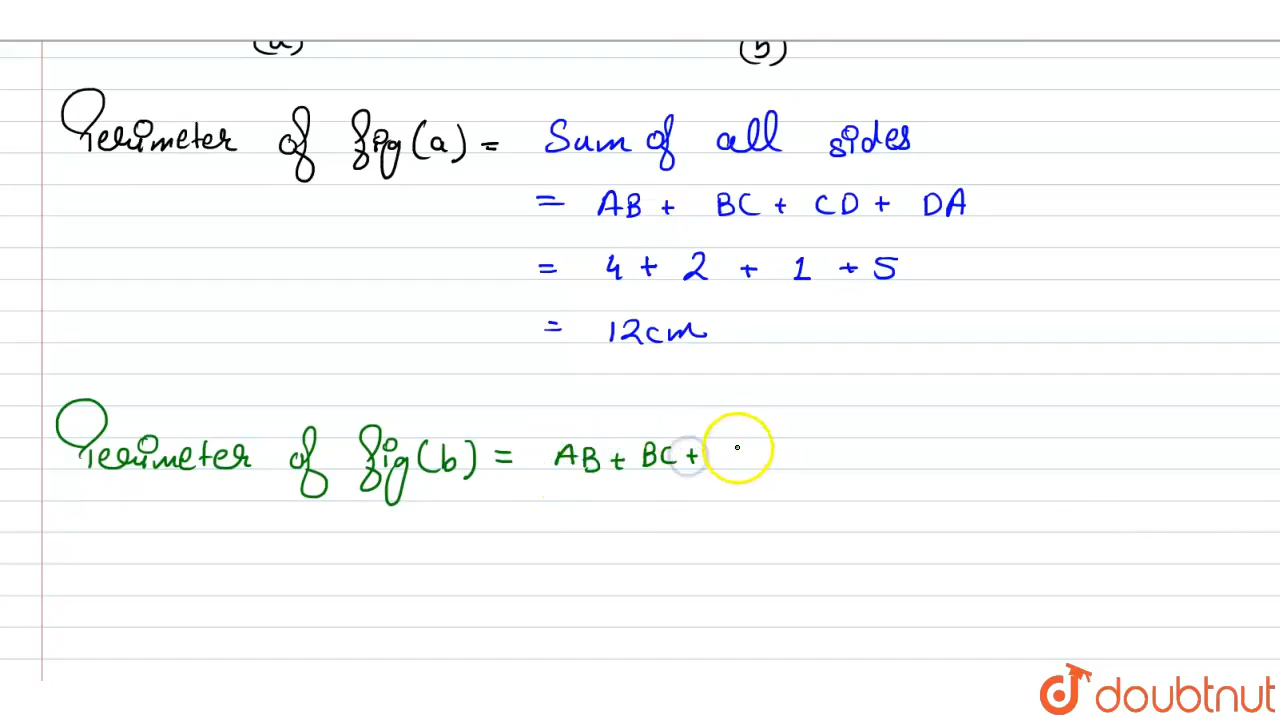 (a) (b)
Perimeter of fig(a) = Sum of all sides
= AB + BC + CD + DA
= 4 + 2 + 1 + 5
= 12cm
Perimeter of fig(b) = AB + BC +
doubtnut